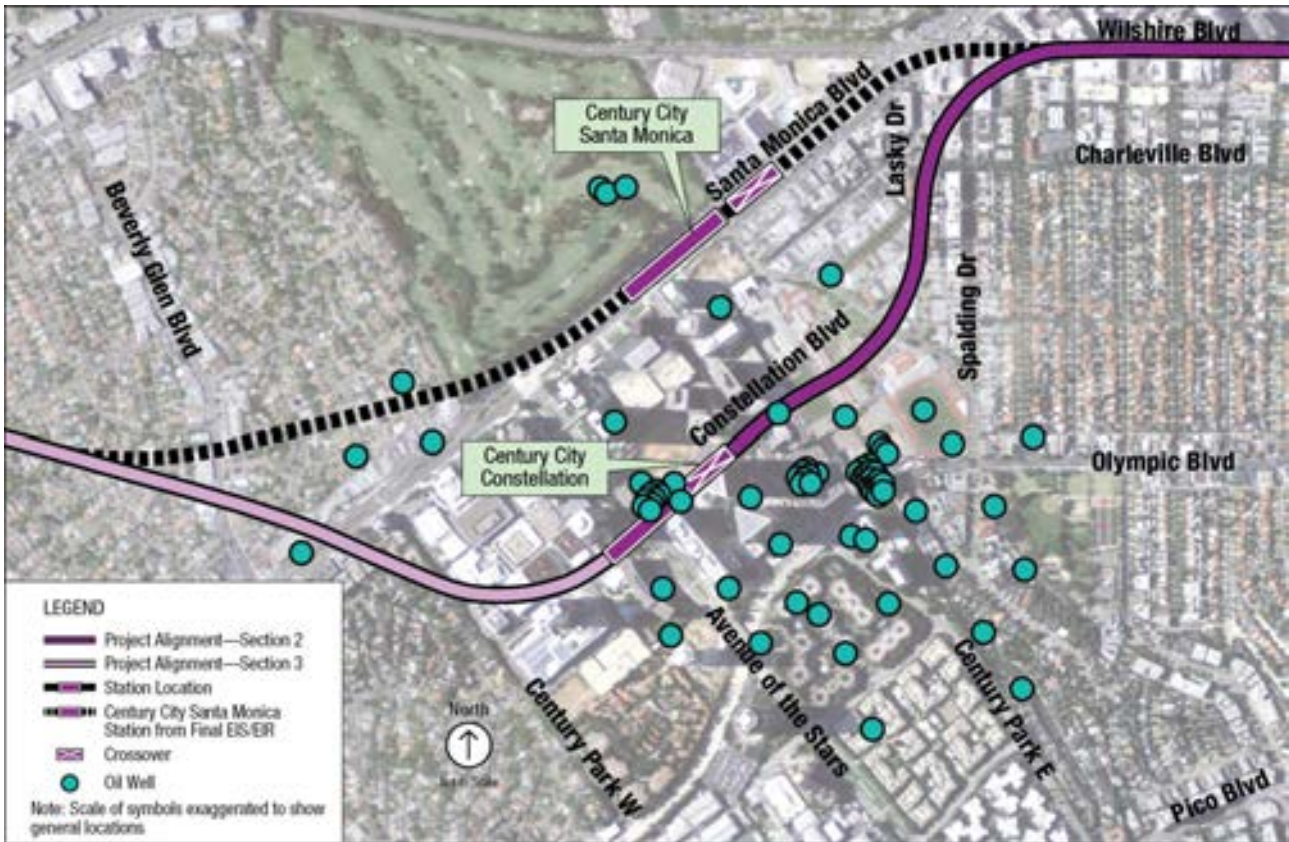 Wilshire Blvd
Century City
Santa Monica
Santa Monica Blvd
Lasky Dr
Charleville Blvd
Beverly Glen Blvd
Spalding Dr
Constellation Blvd
Century City
Constellation
Olympic Blvd
LEGEND
Project Alignment—Section 2
Project Alignment—Section 3
Station Location
Century City Santa Monica
Station from Final EIS/EIR
Crossover
Oil Well
Note: Scale of symbols exaggerated to show
general locations
North
Not to Scale
Century Park W
Avenue of the Stars
Century Park E
Pico Blvd